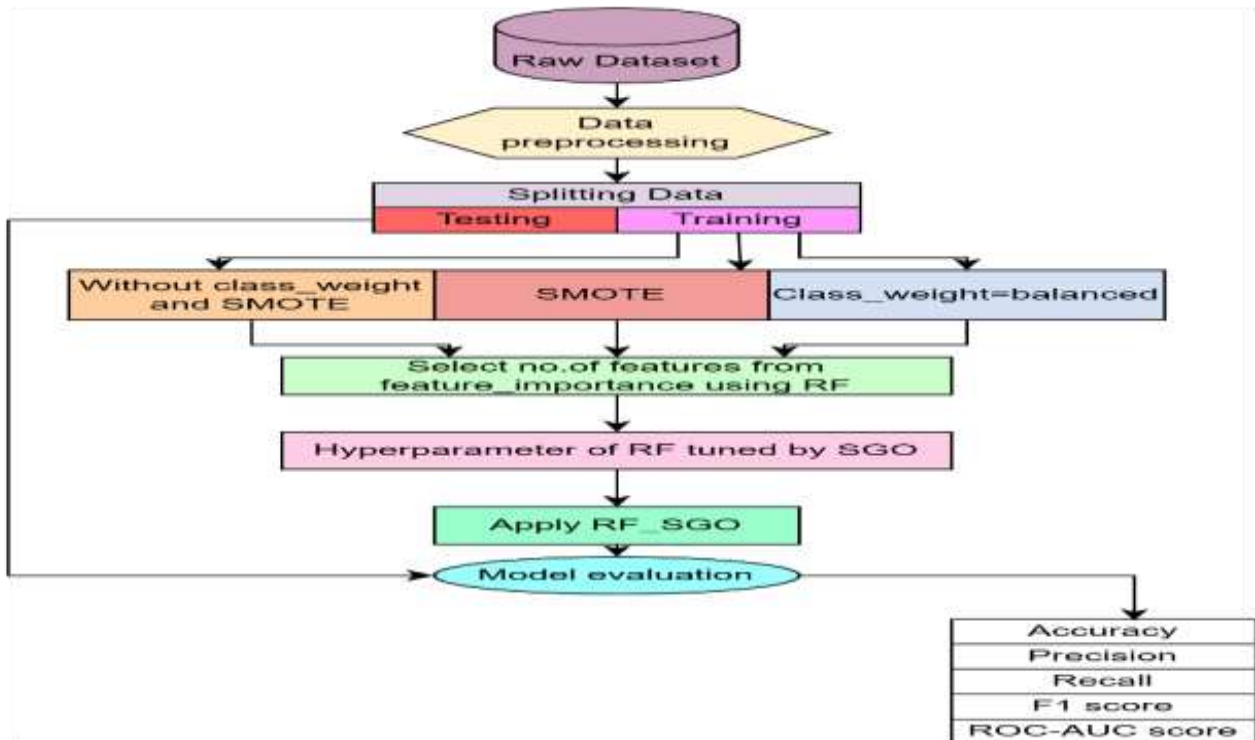 Raw Dataset
Data
preprocessing
Splitting Data
Testing
Training
Without class_weight
and SMOTE
SMOTE
Class_weight=balanced
Select no.of features from
feature_importance using RF
Hyperparameter of RF tuned by SGO
Apply RF_SGO
Model evaluation
Accuracy
Precision
Recall
F1 score
ROC-AUC score